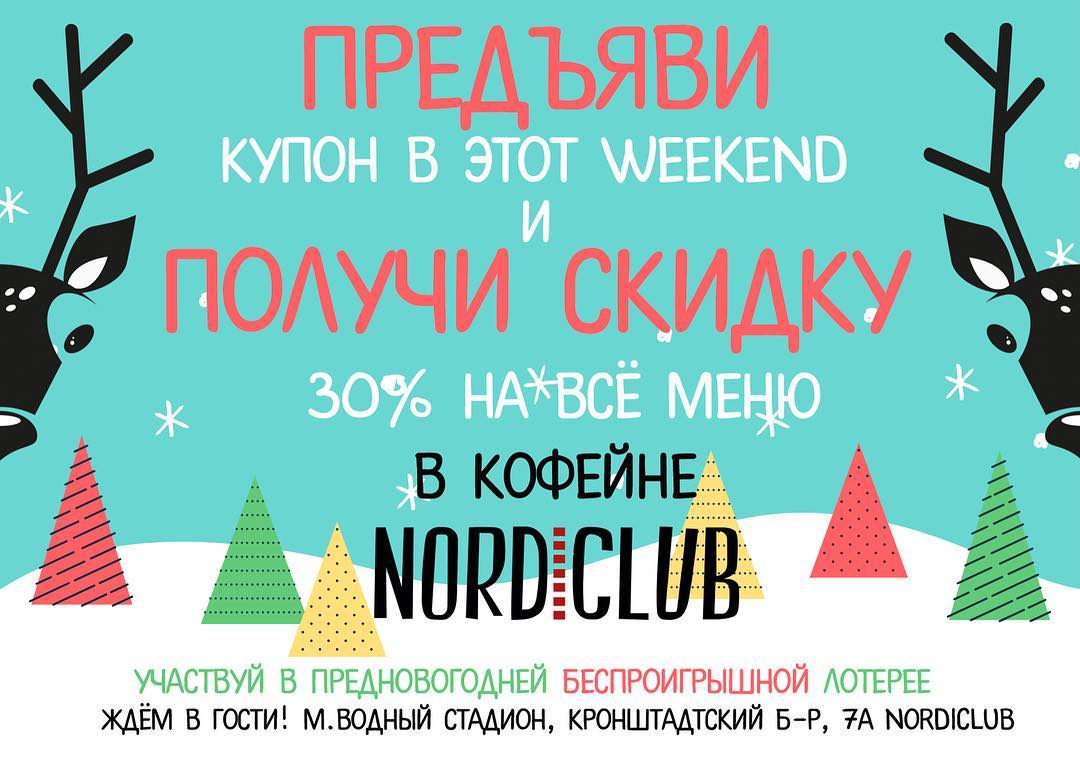 ПРЕДЪЯВИ
КУПОН В ЭТОТ WEEKEND
И
ПОЛУЧИ СКИДКУ
30% НА ВСЁ МЕНЮ
В КОФЕЙНЕ
NORDICLUB
УЧАСТВУЙ В ПРЕДНОВОГОДНЕЙ БЕСПРОИГРЫШНОЙ ЛОТЕРЕЕ
ЖДЁМ В ГОСТИ! М.ВОДНЫЙ СТАДИОН, КРОНШТАДТСКИЙ Б-Р, 7А NORDICLUB